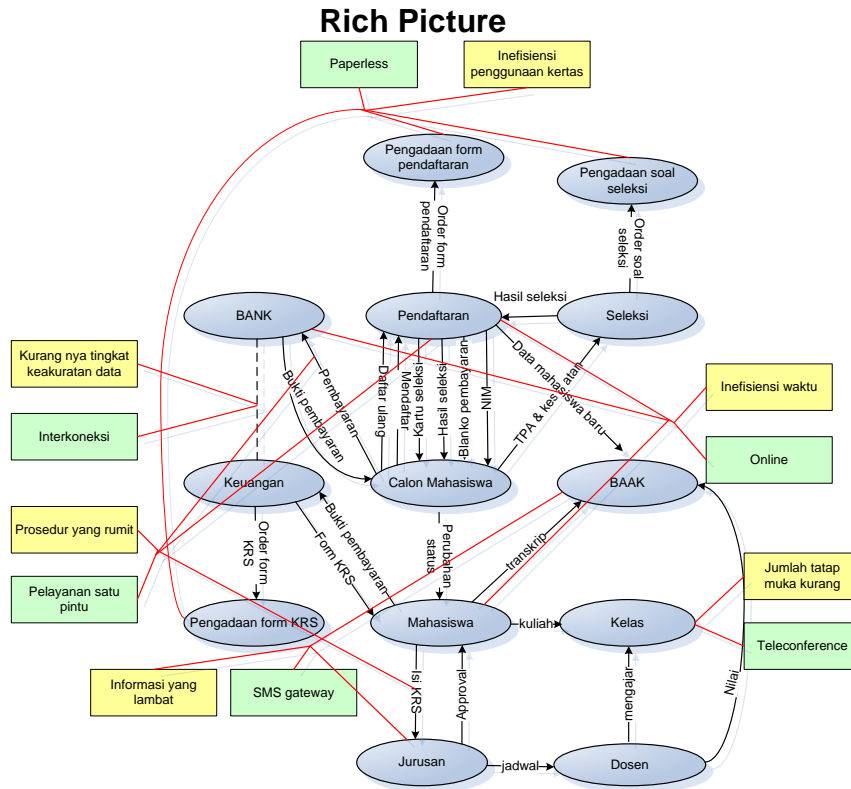 Rich Picture
Paperless
Inefisiensi
penggunaan kertas
Pengadaan form
pendaftaran
Pengadaan soal
seleksi
Order form
pendaftaran
Order soal
seleksi
Hasil seleksi
BANK
Pendaftaran
Seleksi
Kurang nya tingkat
keakuratan data
Interkoneksi
Bukti pembayaran
Pembayaran
Daftar ulang
Mendaftar
Kartu seleksi
Hasil seleksi
Blanko pembayaran
NIM
Data mahasiswa baru
TPA & kesehatan
Inefisiensi waktu
Online
Keuangan
Calon Mahasiswa
BAAK
Prosedur yang rumit
Pelayanan satu
pintu
Order form
KRS
Form KRS
Bukti pembayaran
Perubahan
status
transkrip
Jumlah tatap
muka kurang
Teleconference
Pengadaan form KRS
Mahasiswa
kuliah
Kelas
Informasi yang
lambat
SMS gateway
Isi KRS
Approval
mengajar
Nilai
Jurusan
jadwal
Dosen